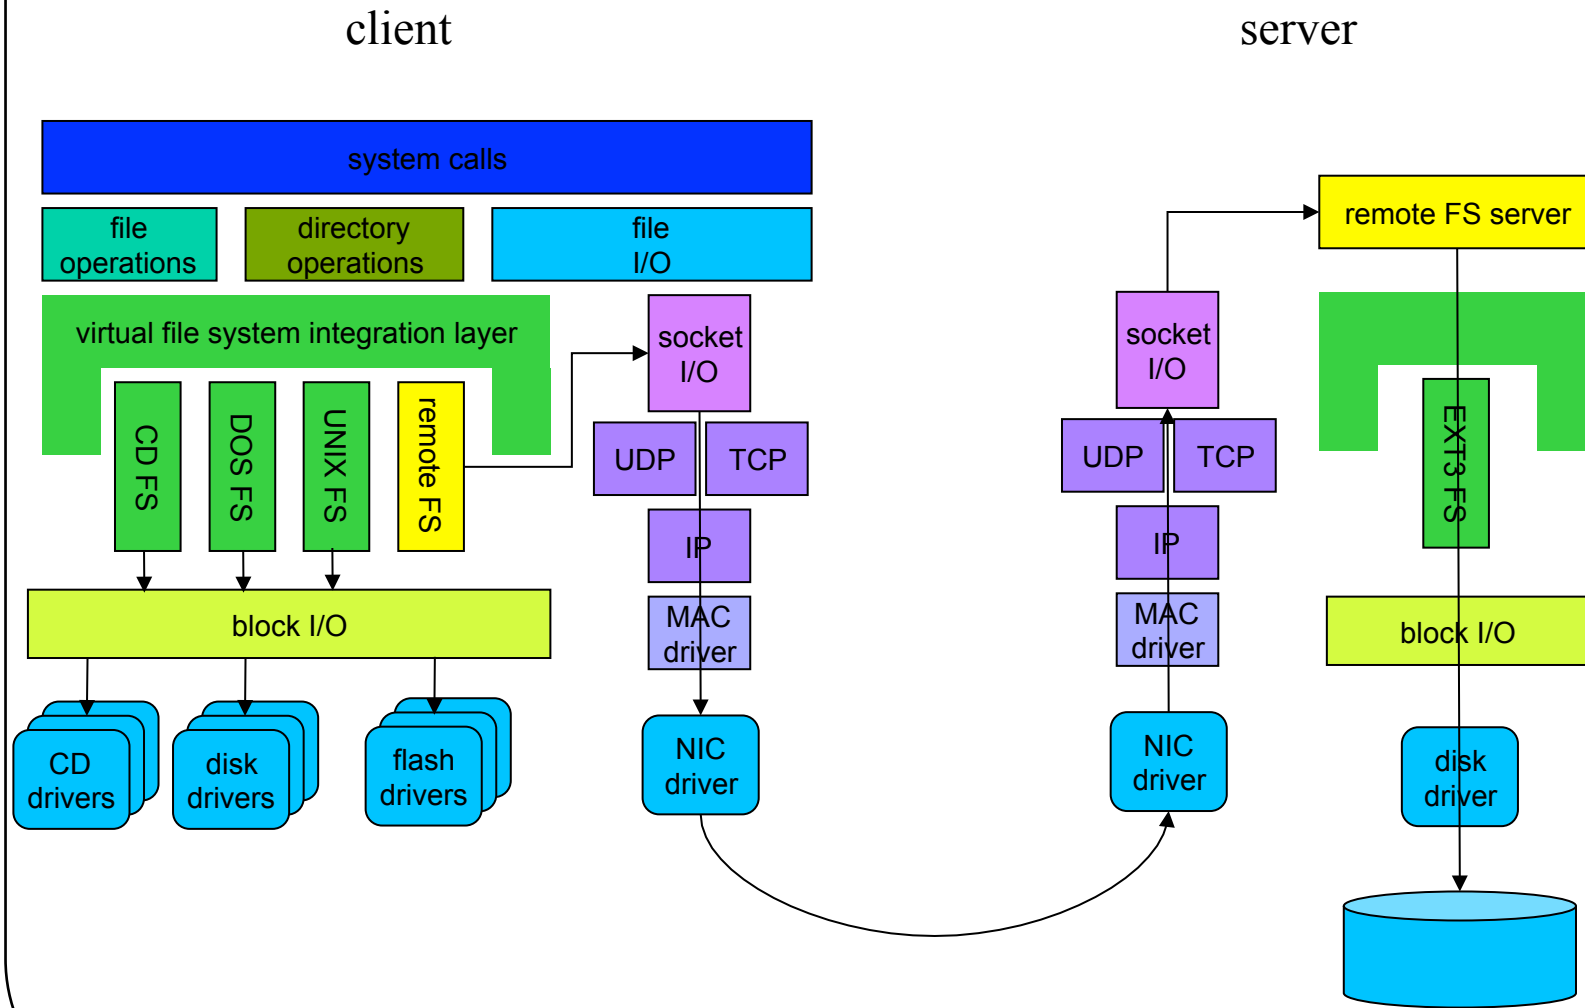 client
server
system calls
file
operations
directory
operations
file
I/O
virtual file system integration layer
CD FS
DOS FS
UNIX FS
remote FS
socket
I/O
UDP
TCP
IP
MAC
driver
NIC
driver
block I/O
CD
drivers
disk
drivers
flash
drivers
remote FS server
socket
I/O
UDP
TCP
IP
MAC
driver
NIC
driver
EXT3 FS
block I/O
disk
driver